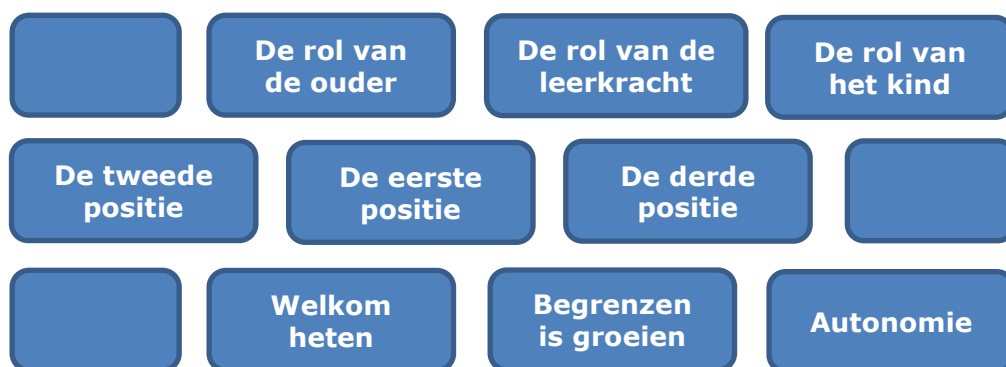 De rol van
de ouder
De rol van de
leerkracht
De rol van
het kind
De tweede
positie
De eerste
positie
De derde
positie
Welkom
heten
Begrenzen
is groeien
Autonomie